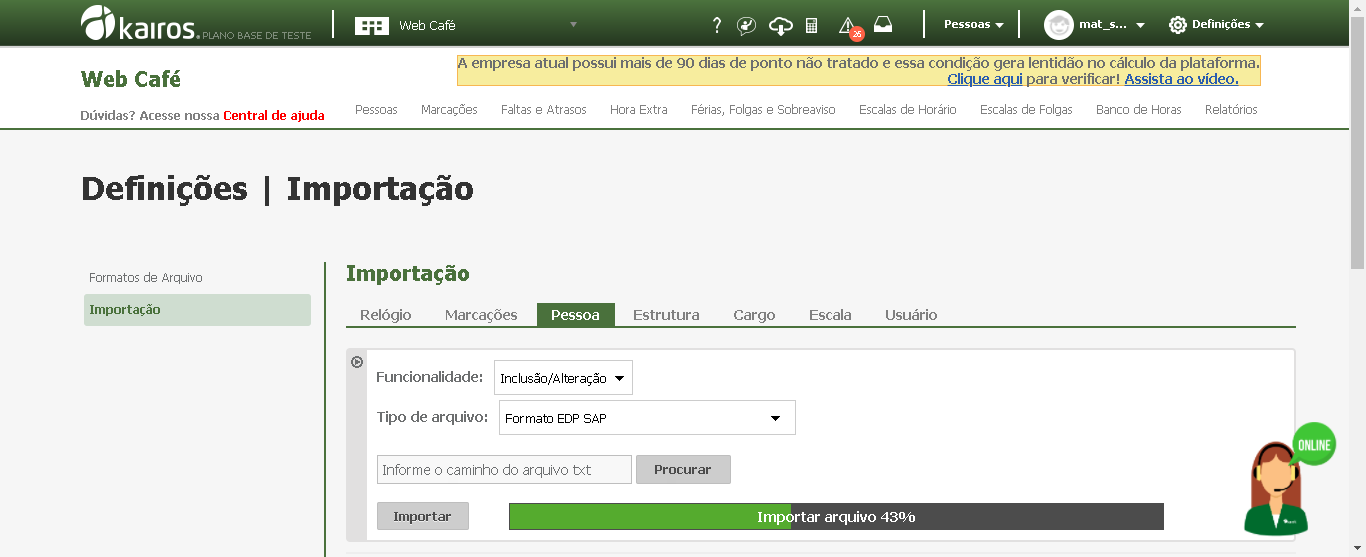 kairos. PLANO BASE DE TESTE
Web Café
?
26
Pessoas
mat_s...
Definições
Web Café
A empresa atual possui mais de 90 dias de ponto não tratado e essa condição gera lentidão no cálculo da plataforma.
Clique aqui para verificar! Assista ao vídeo.
Dúvidas? Acesse nossa Central de ajuda
Pessoas Marcações Faltas e Atrasos Hora Extra Férias, Folgas e Sobreaviso Escalas de Horário Escalas de Folgas Banco de Horas Relatórios
Definições | Importação
Formatos de Arquivo
Importação
Importação
Relógio Marcações Pessoa Estrutura Cargo Escala Usuário
Funcionalidade: Inclusão/Alteração
Tipo de arquivo: Formato EDP SAP
Informe o caminho do arquivo txt Procurar
Importar Importar arquivo 43%
ONLINE